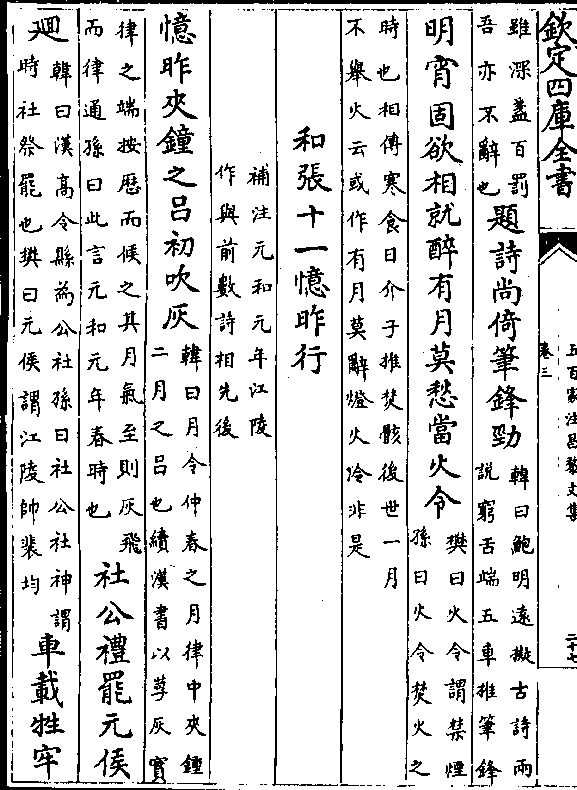 欽定四庫全書
五百家注昌黎文集
卷三
二十七
雖深盞百罰
吾亦不辭也
題詩尚倚筆鋒勁
韓曰鮑明遠擬古詩兩
說窮舌端五車摧筆鋒
明宵固欲相就醉有月莫愁當火令
樊曰火令謂禁煙
孫曰火令焚火之
時也相傳寒食日介子推焚骸後世一月
不舉火云或作有月莫辭燈火冷非是
和張十一憶昨行
補注元和元年江陵
作與前數詩相先後
憶昨夾鐘之呂初吹灰
韓曰月令仲春之月律中夾鍾
二月之呂也續漢書以莩灰實
律之端按厯而候之其月氣至則灰飛
而律通孫曰此言元和元年春時也
社公禮罷元侯
廻
韓曰漢高令縣為公社孫曰社公社神謂
時社祭罷也樊曰元侯謂江陵帥裴均
車載牲牢